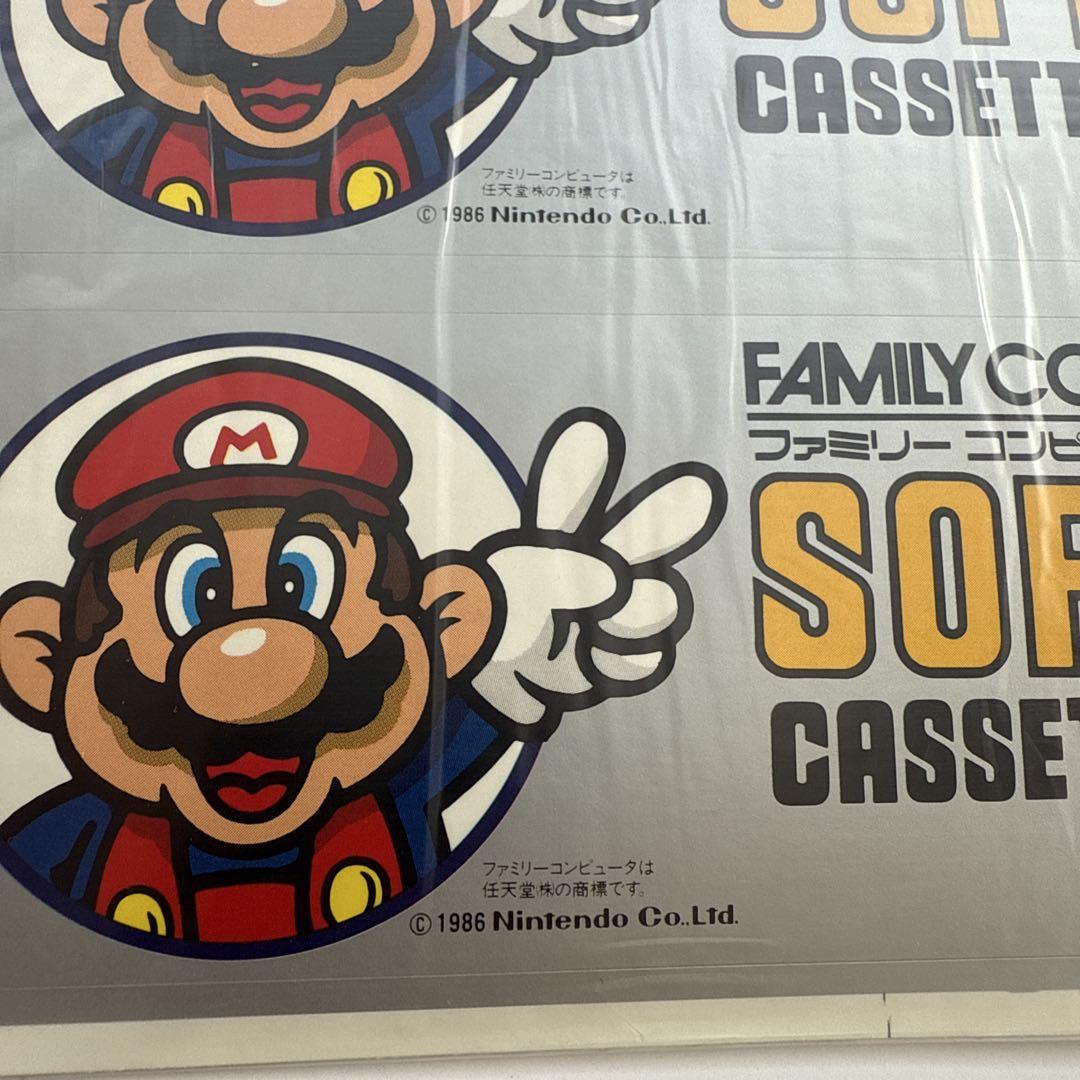 CASSETT
ファミリーコンピュータは
任天堂㈱の商標です。
© 1986 Nintendo Co.,Ltd.
M
FAMILY CO
ファミリー コンピ
SOF
CASSET
ファミリーコンピュータは
任天堂㈱の商標です。
© 1986 Nintendo Co.,Ltd.